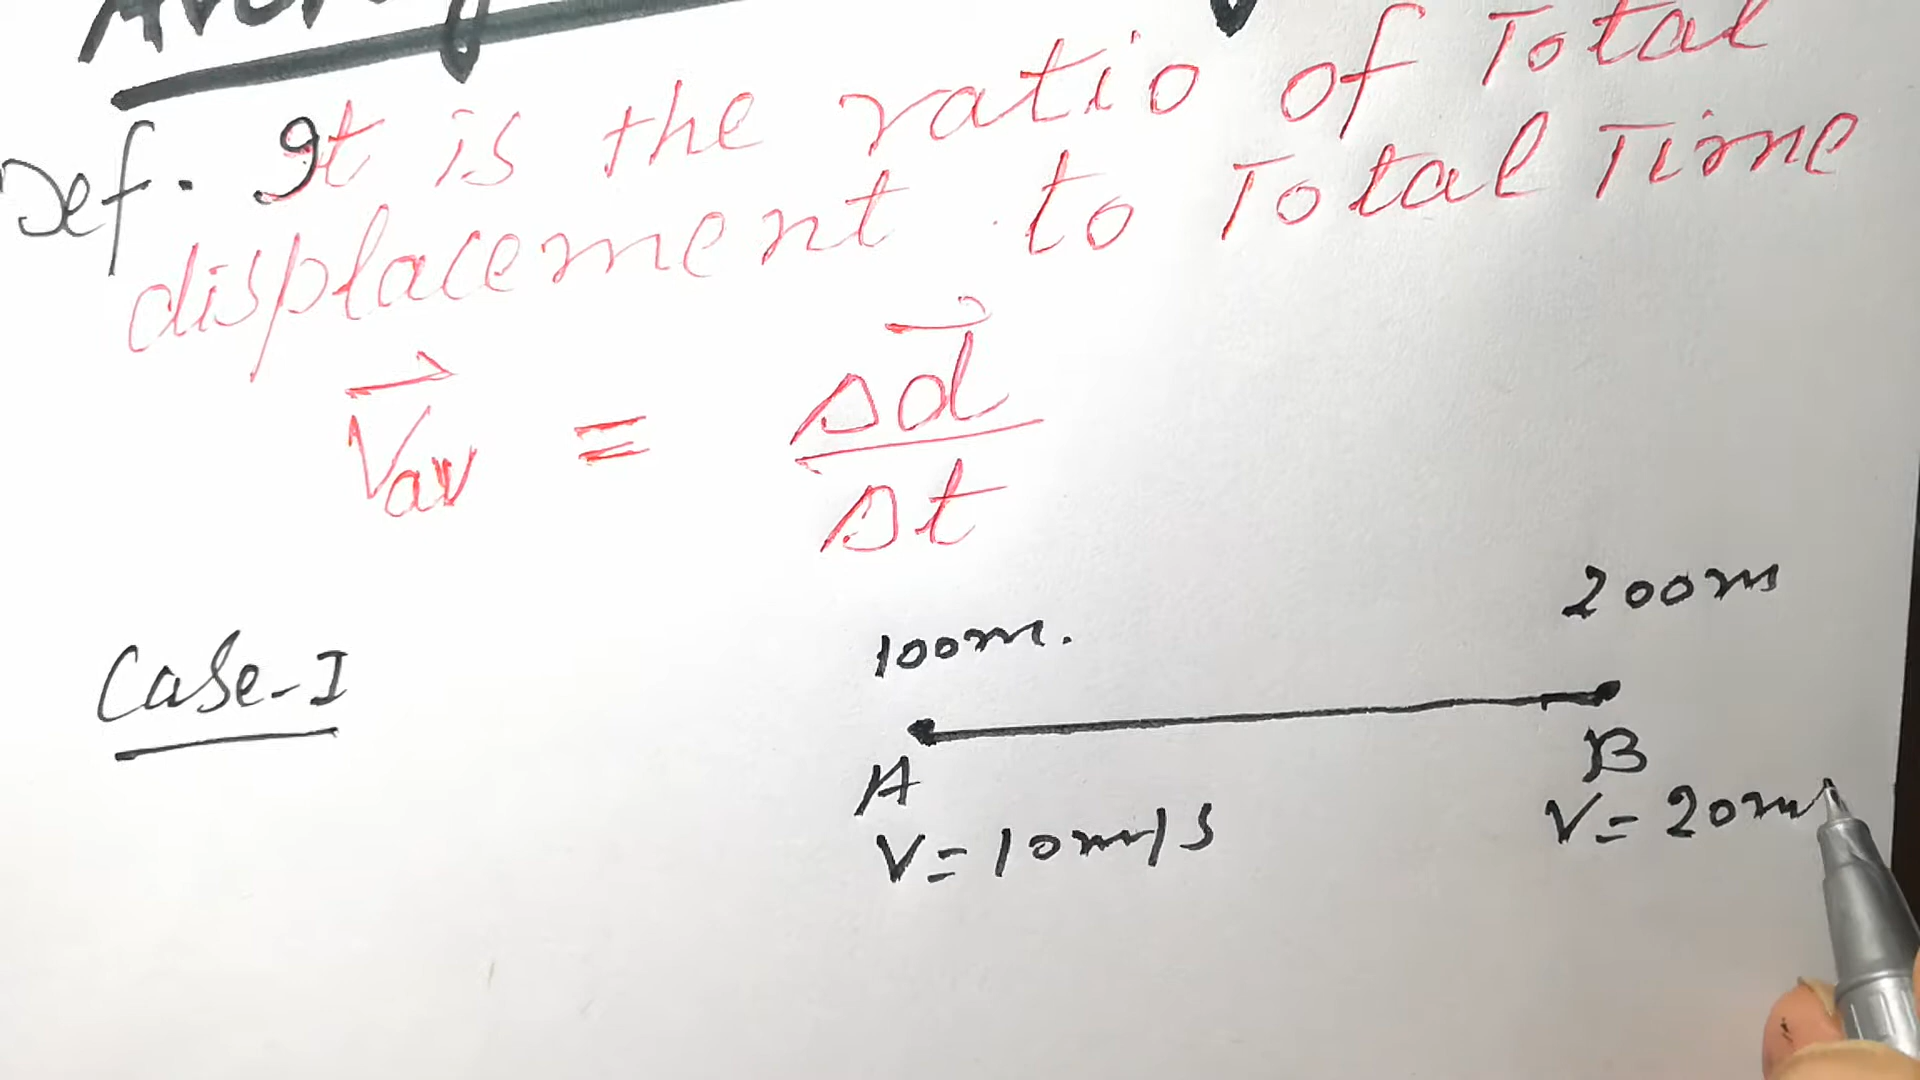 Def. It is the ratio of Total
displacement to Total Time
V⃗av = Δd⃗/Δt
Case-I
100m. 200m
A B
V=10m/s V=20m